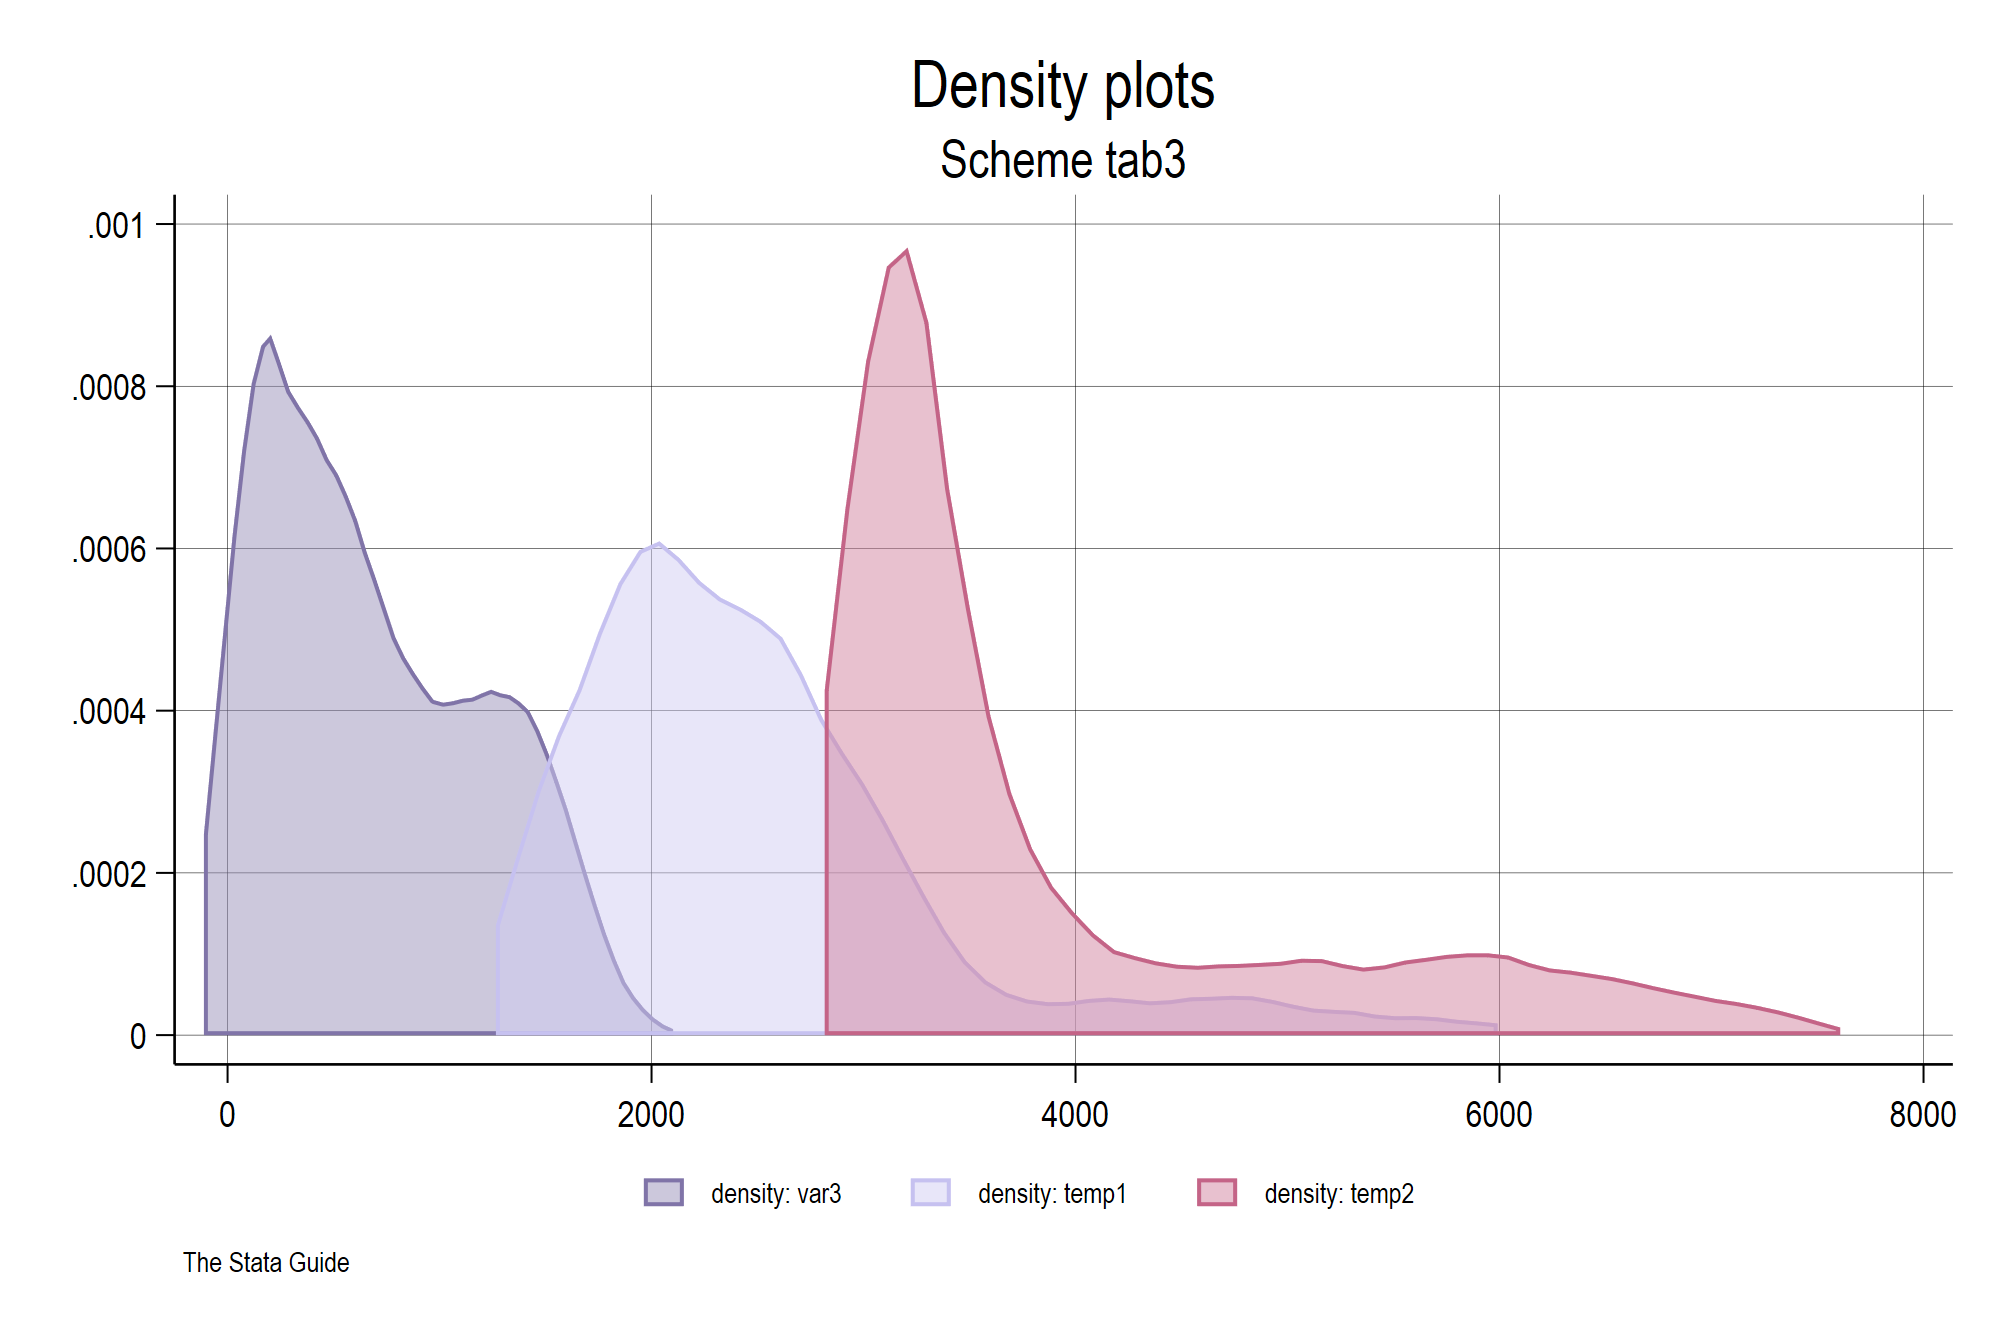 Density plots
Scheme tab3
.001
.0008
.0006
.0004
.0002
0
0 2000 4000 6000 8000
density: var3 density: temp1 density: temp2
The Stata Guide